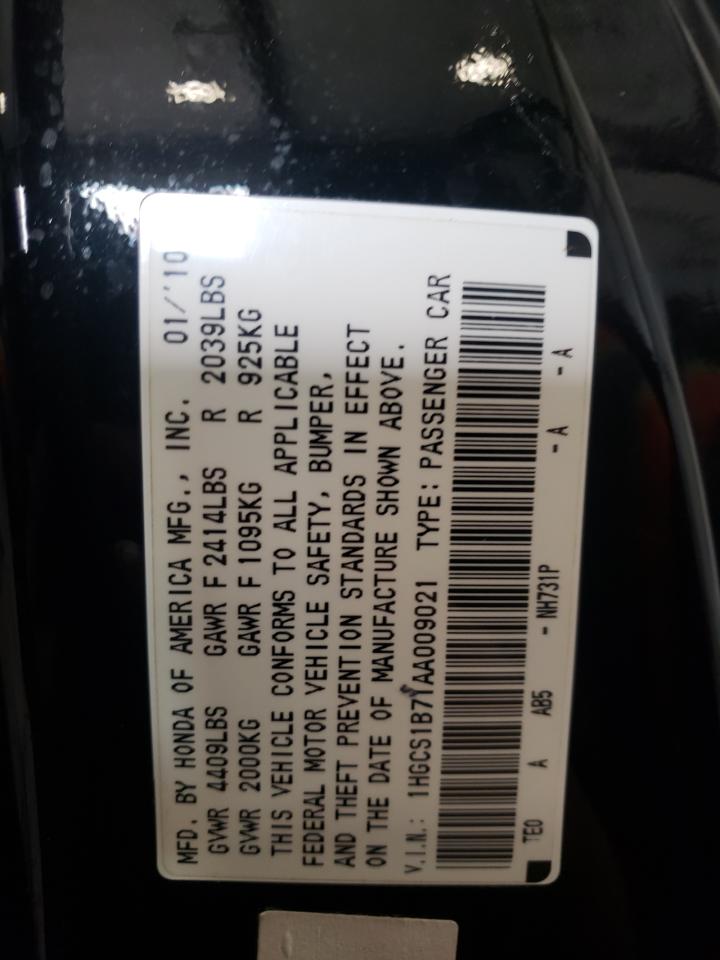 MFD. BY HONDA OF AMERICA MFG., INC. 01/'10
GVWR 4409LBS GAWR F 2414LBS R 2039LBS
GVWR 2000KG GAWR F 1095KG R 925KG
THIS VEHICLE CONFORMS TO ALL APPLICABLE
FEDERAL MOTOR VEHICLE SAFETY, BUMPER,
AND THEFT PREVENTION STANDARDS IN EFFECT
ON THE DATE OF MANUFACTURE SHOWN ABOVE.
V.I.N.: 1HGCS1B71AA009021 TYPE: PASSENGER CAR
TE0 A AB5 - NH731P - A - A